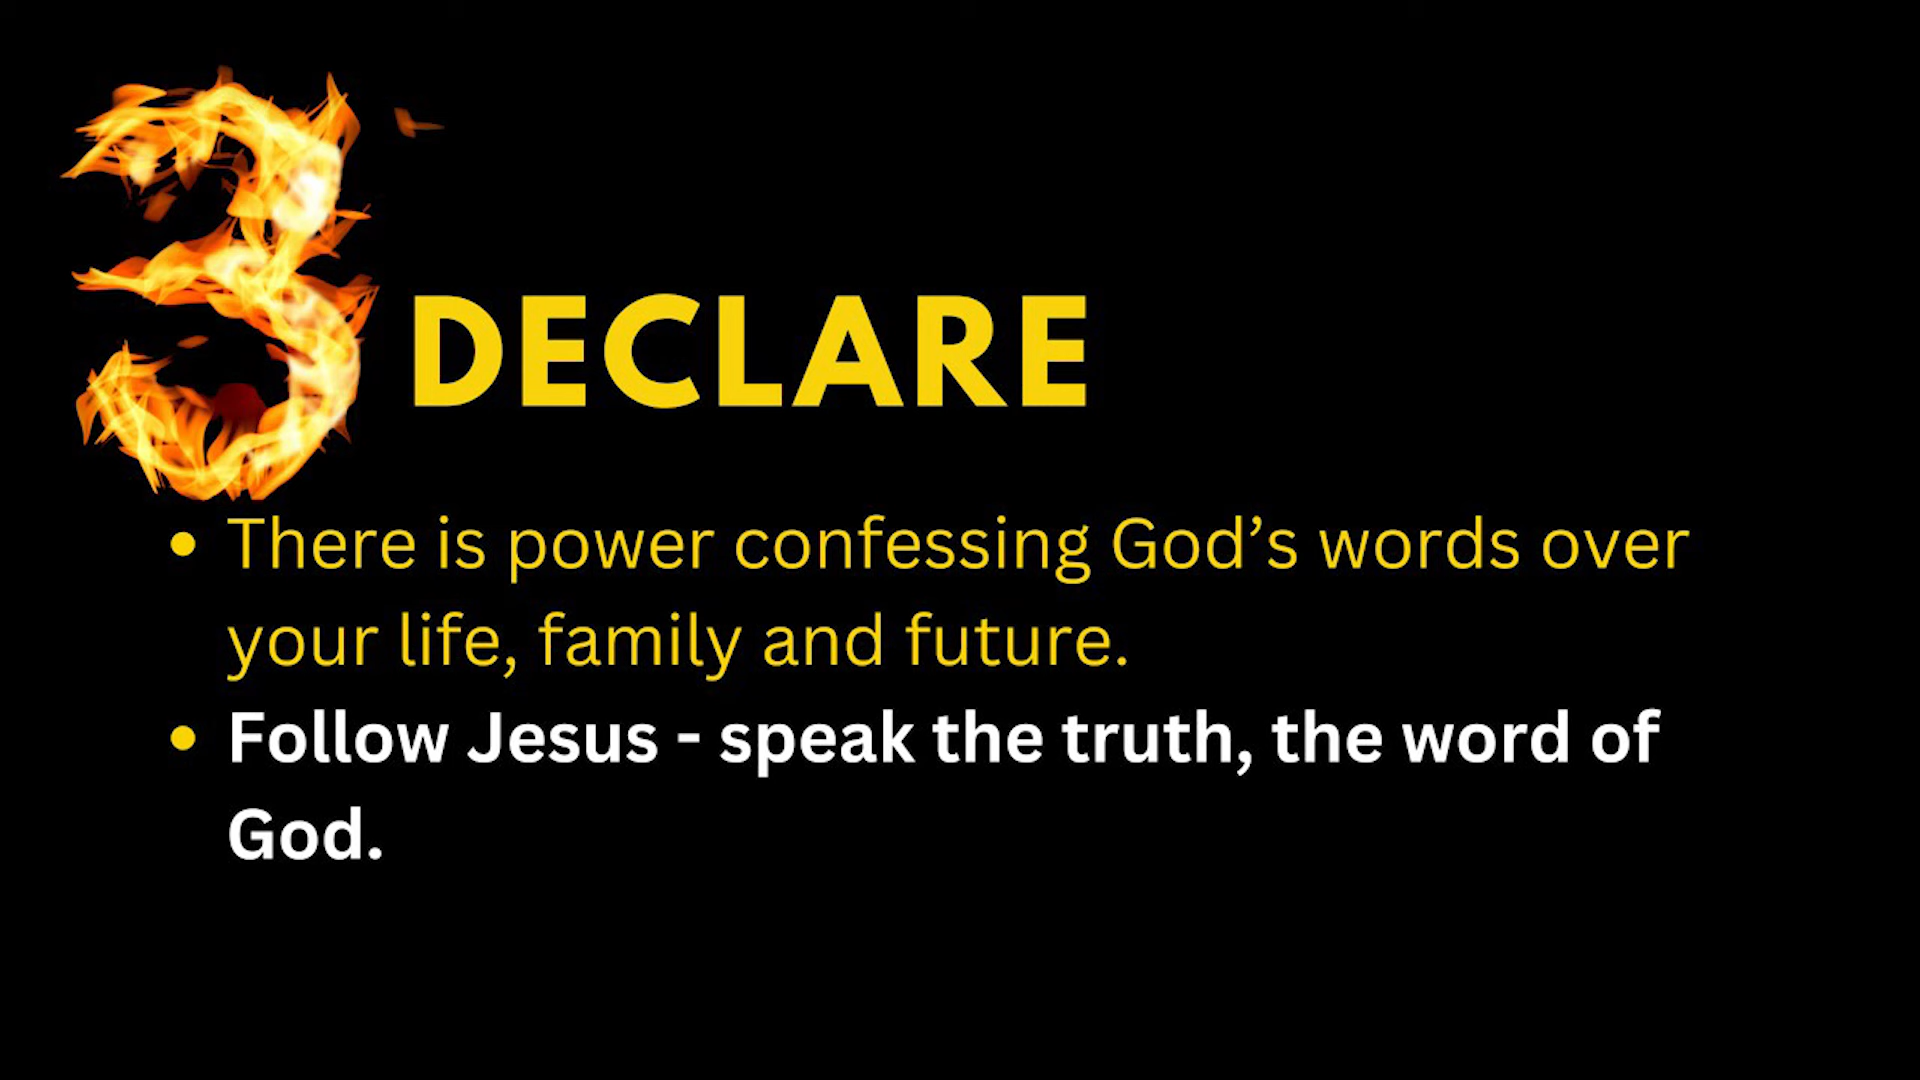 3 DECLARE
• There is power confessing God’s words over
your life, family and future.
• Follow Jesus - speak the truth, the word of
God.